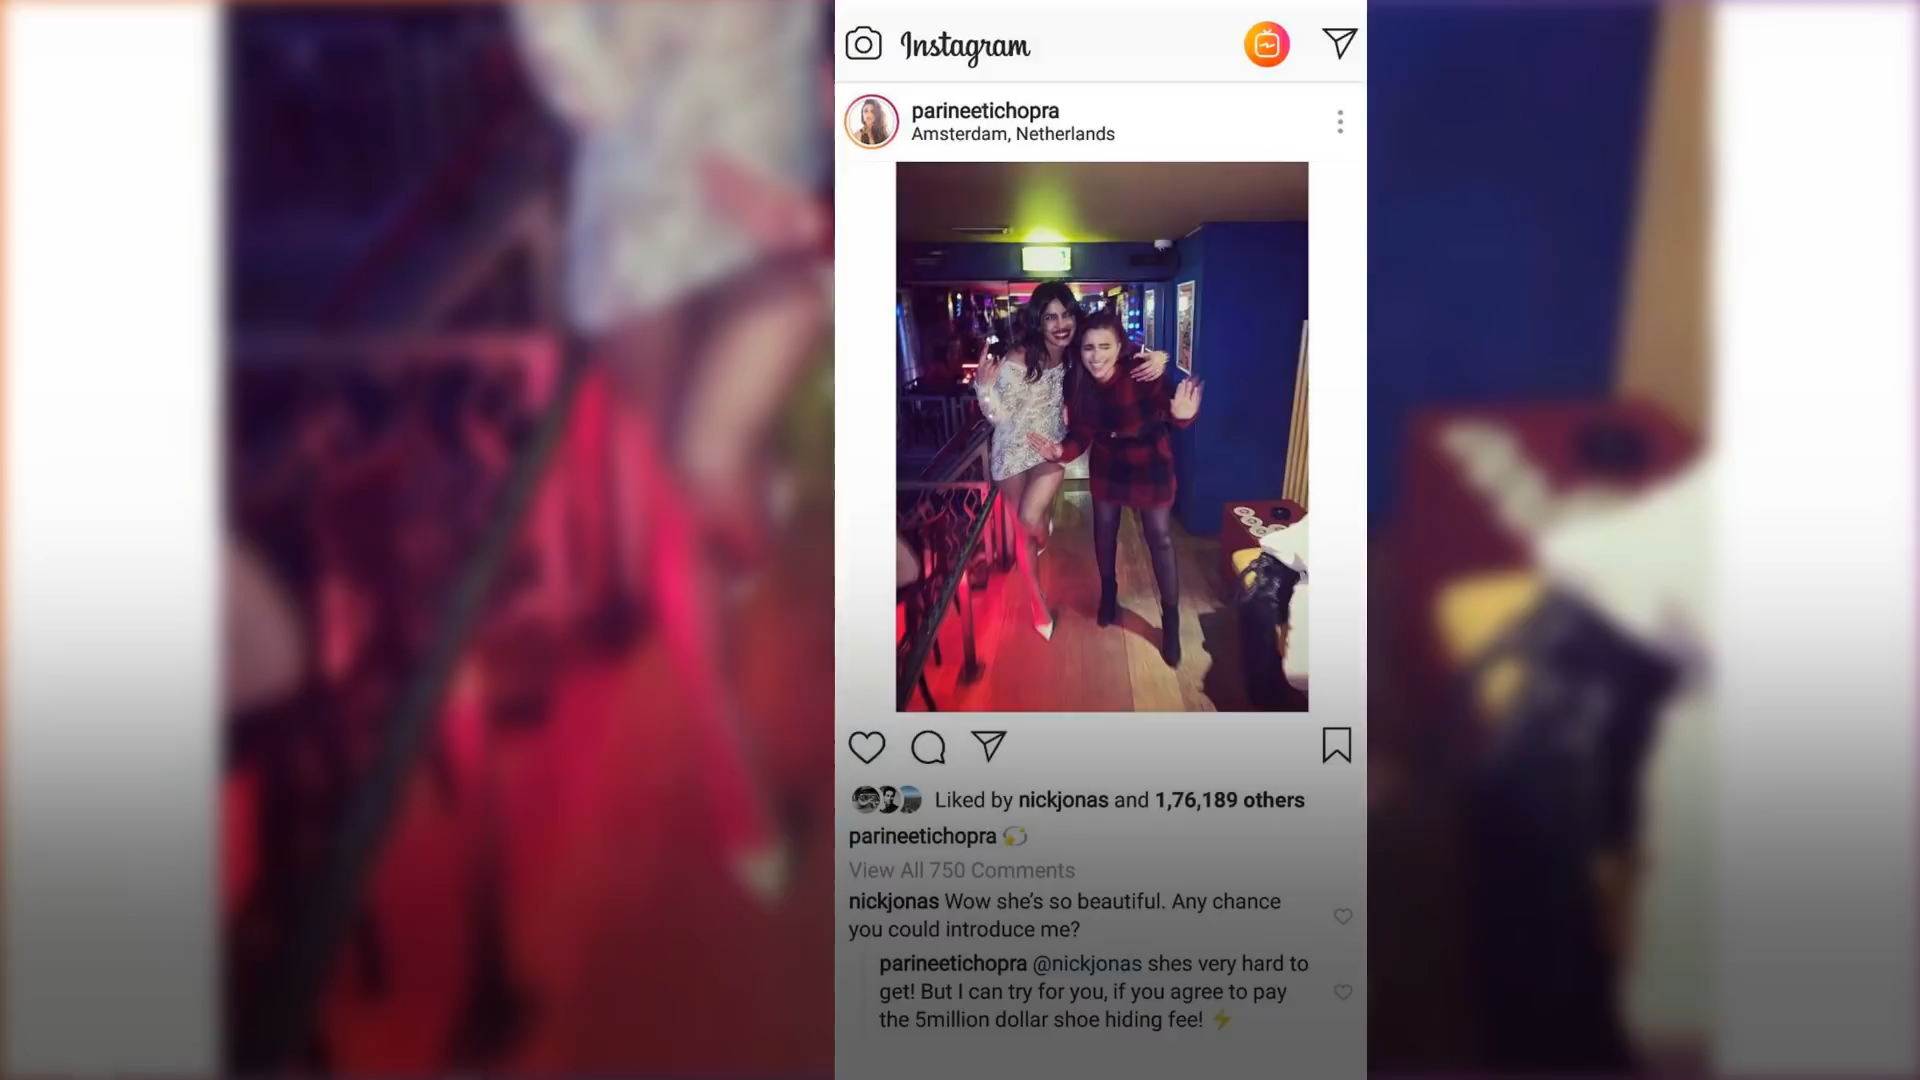 Instagram
parineetichopra
Amsterdam, Netherlands
Liked by nickjonas and 1,76,189 others
parineetichopra 💫
View All 750 Comments
nickjonas Wow she's so beautiful. Any chance
you could introduce me?
parineetichopra @nickjonas shes very hard to
get! But I can try for you, if you agree to pay
the 5million dollar shoe hiding fee! ⚡